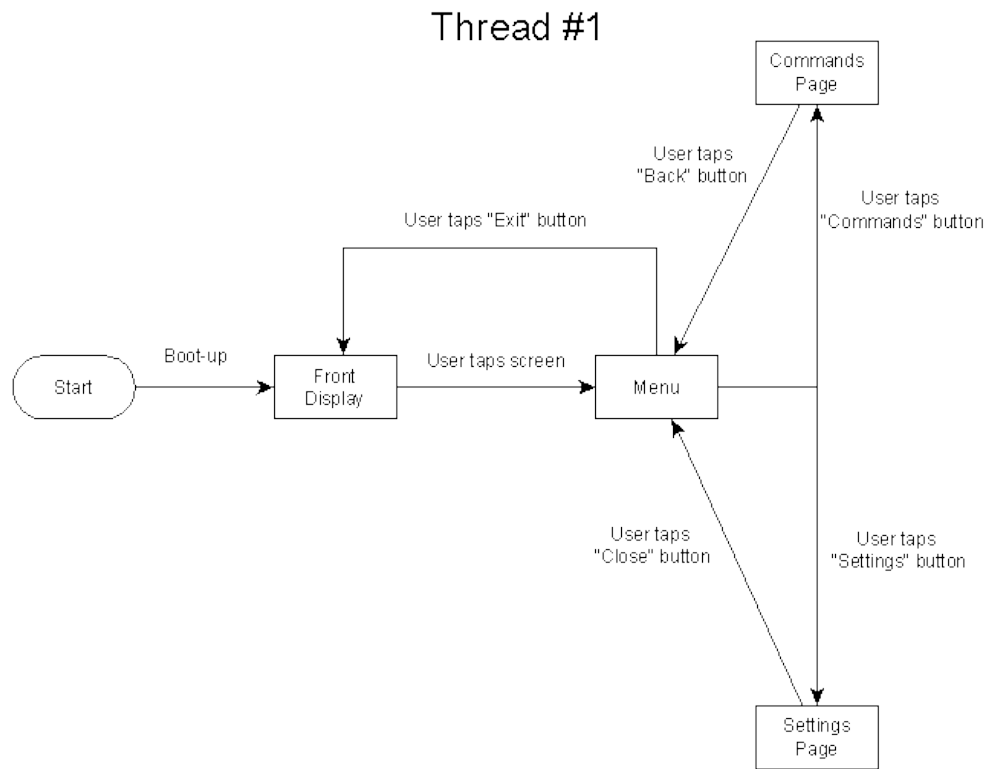 Thread #1
Commands
Page
User taps
"Back" button
User taps
"Commands" button
User taps "Exit" button
Boot-up
User taps screen
Start
Front
Display
Menu
User taps
"Close" button
User taps
"Settings" button
Settings
Page